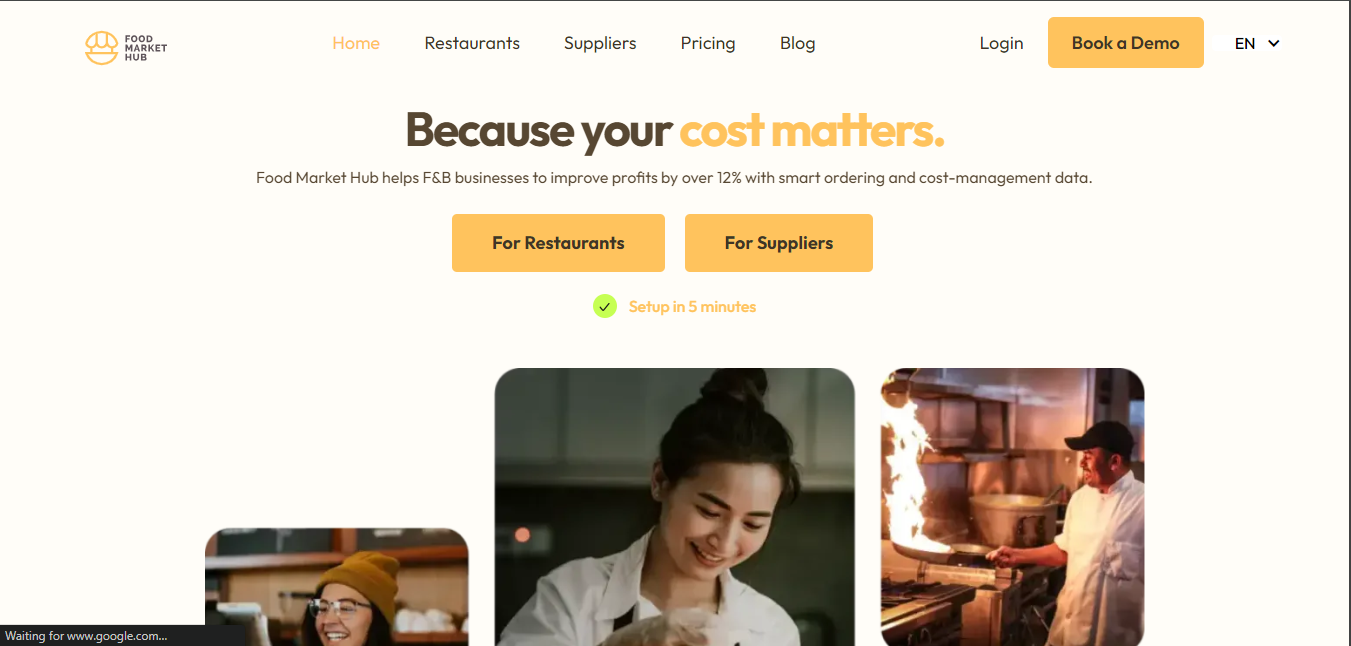 FOOD
MARKET
HUB
Home
Restaurants
Suppliers
Pricing
Blog
Login
Book a Demo
EN
Because your cost matters.
Food Market Hub helps F&B businesses to improve profits by over 12% with smart ordering and cost-management data.
For Restaurants
For Suppliers
Setup in 5 minutes
Waiting for www.google.com...